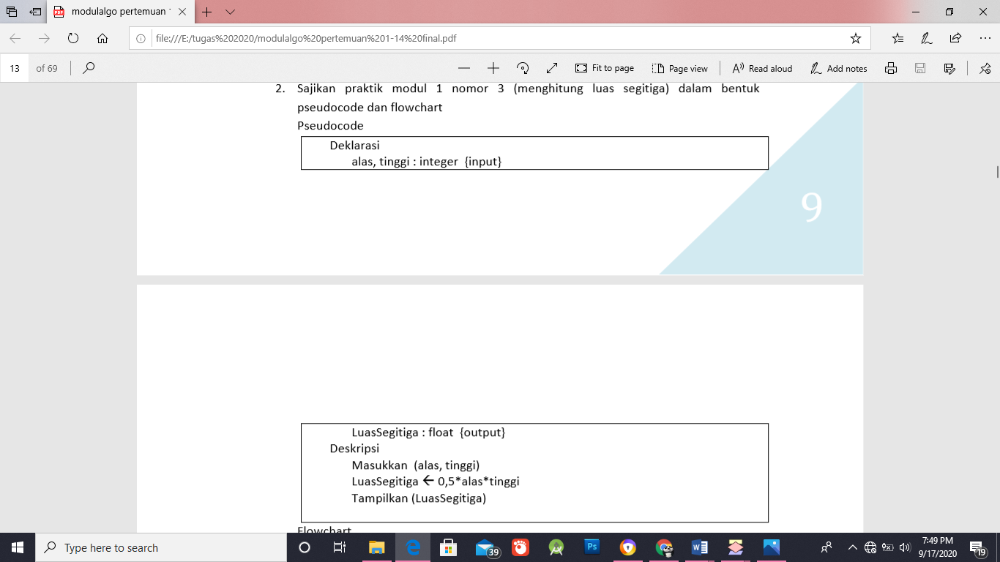 modulalgo pertemuan
file:///E:/tugas%202020/modulalgo%20pertemuan%201-14%20final.pdf
13 of 69 Fit to page Page view Read aloud Add notes
2. Sajikan praktik modul 1 nomor 3 (menghitung luas segitiga) dalam bentuk
pseudocode dan flowchart
Pseudocode
Deklarasi
alas, tinggi : integer {input}
9
LuasSegitiga : float {output}
Deskripsi
Masukkan (alas, tinggi)
LuasSegitiga ← 0,5*alas*tinggi
Tampilkan (LuasSegitiga)
Flowchart
Type here to search
39
Ps
7:49 PM
9/17/2020
19